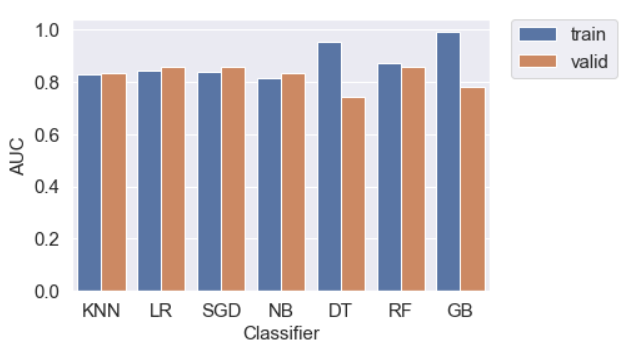 1.0
0.8
0.6
0.4
0.2
0.0
AUC
KNN LR SGD NB DT RF GB
Classifier
train
valid